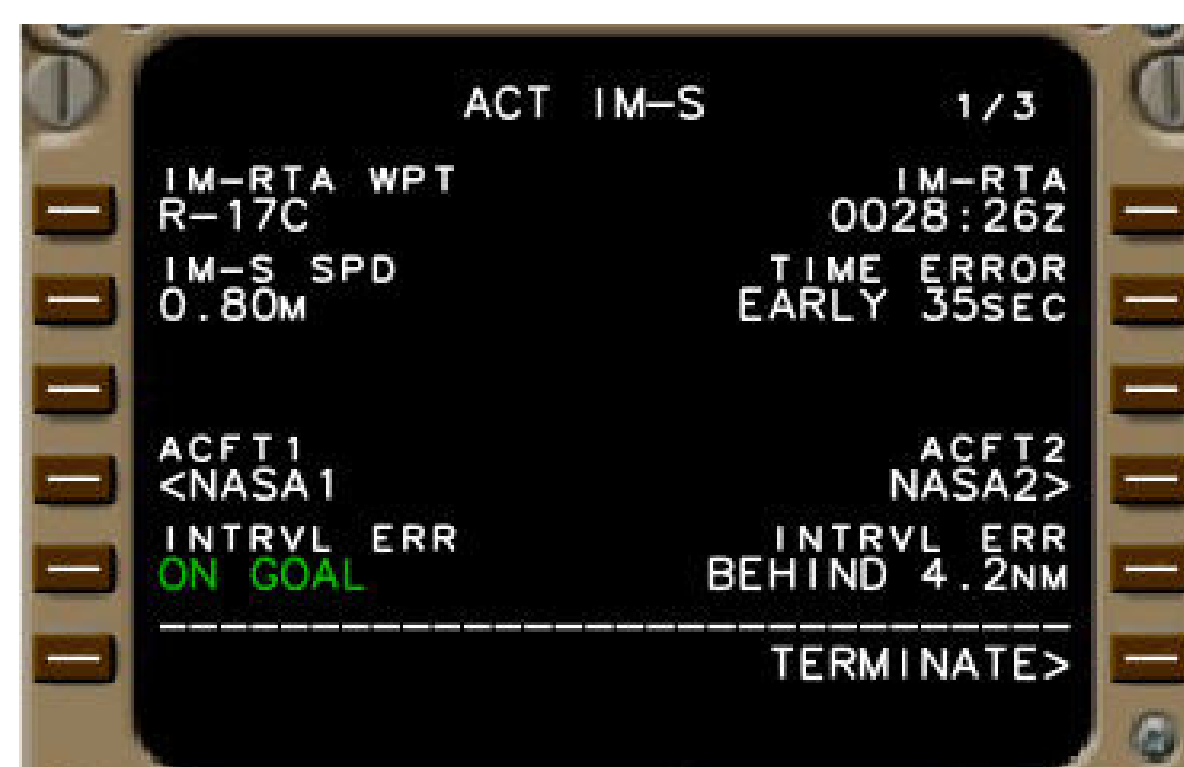 ACT IM-S 1/3
IM-RTA WPT IM-RTA
R-17C 0028:26Z
IM-S SPD TIME ERROR
0.80M EARLY 35SEC
ACFT1 ACFT2
<NASA1 NASA2>
INTRVL ERR INTRVL ERR
ON GOAL BEHIND 4.2NM
------------------------------
TERMINATE>